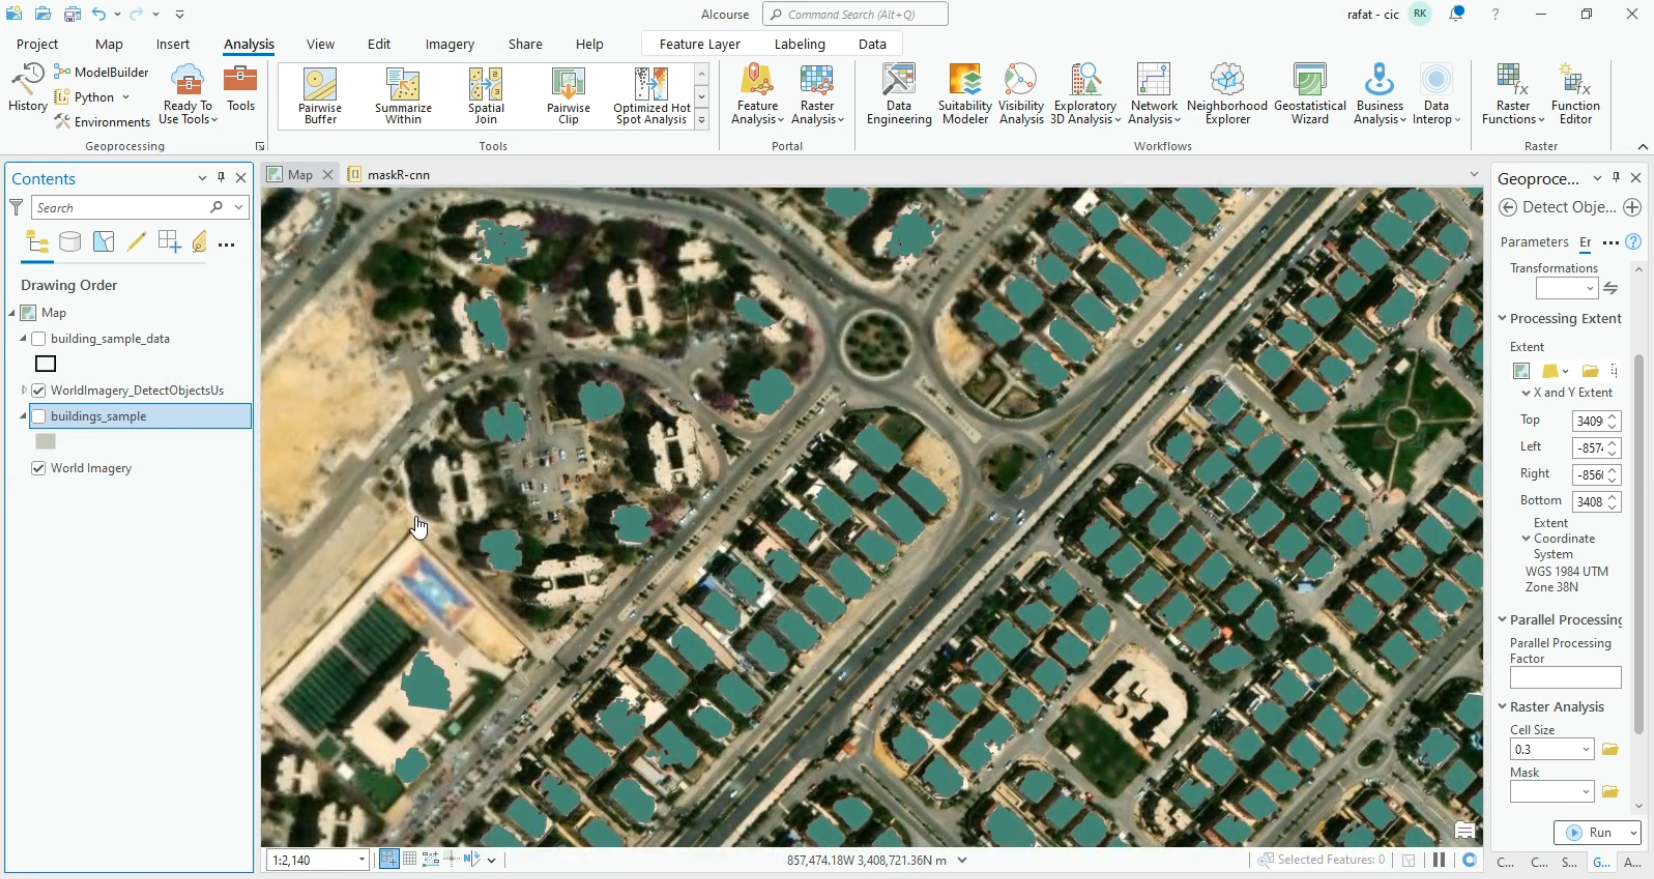 Alcourse
Command Search (Alt+Q)
rafat - cic
RK
?
Project
Map
Insert
Analysis
View
Edit
Imagery
Share
Help
Feature Layer
Labeling
Data
History
ModelBuilder
Python
Environments
Ready To Use Tools
Tools
Geoprocessing
Pairwise Buffer
Summarize Within
Spatial Join
Pairwise Clip
Optimized Hot Spot Analysis
Tools
Feature Analysis
Raster Analysis
Portal
Data Engineering
Suitability Modeler
Visibility Analysis
Exploratory 3D Analysis
Network Analysis
Neighborhood Explorer
Geostatistical Wizard
Business Analysis
Data Interop
Workflows
Raster Functions
Function Editor
Raster
Contents
Search
Drawing Order
Map
building_sample_data
WorldImagery_DetectObjectsUs
buildings_sample
World Imagery
Map
maskR-cnn
1:2,140
857,474.18W 3,408,721.36N m
Selected Features: 0
Geoproce...
Detect Obje...
Parameters
Er
?
Transformations
Processing Extent
Extent
X and Y Extent
Top
3409
Left
-857
Right
-856
Bottom
3408
Extent
Coordinate
System
WGS 1984 UTM
Zone 38N
Parallel Processing
Parallel Processing
Factor
Raster Analysis
Cell Size
0.3
Mask
Run
C...
C...
S...
G...
A...